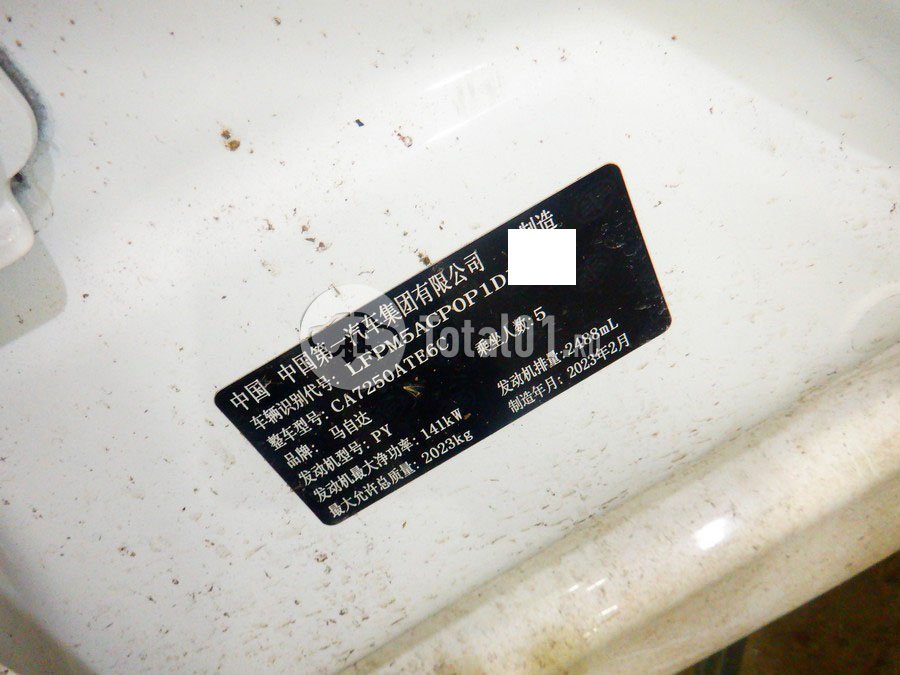 中国 中国第一汽车集团有限公司 制造
车辆识别代号: LFPM5ACP0P1D
整车型号: CA7250ATE6C 乘坐人数: 5
品牌: 马自达
发动机型号: PY 发动机排量: 2488mL
发动机最大净功率: 141kW 制造年月: 2023年2月
最大允许总质量: 2023kg
Total01